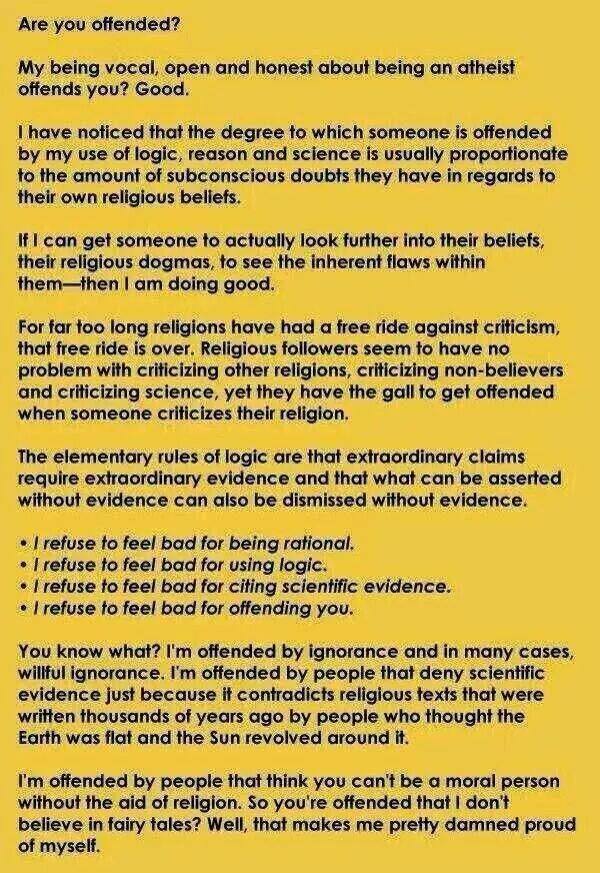 Are you offended?
My being vocal, open and honest about being an atheist
offends you? Good.
I have noticed that the degree to which someone is offended
by my use of logic, reason and science is usually proportionate
to the amount of subconscious doubts they have in regards to
their own religious beliefs.
If I can get someone to actually look further into their beliefs,
their religious dogmas, to see the inherent flaws within
them—then I am doing good.
For far too long religions have had a free ride against criticism,
that free ride is over. Religious followers seem to have no
problem with criticizing other religions, criticizing non-believers
and criticizing science, yet they have the gall to get offended
when someone criticizes their religion.
The elementary rules of logic are that extraordinary claims
require extraordinary evidence and that what can be asserted
without evidence can also be dismissed without evidence.
• I refuse to feel bad for being rational.
• I refuse to feel bad for using logic.
• I refuse to feel bad for citing scientific evidence.
• I refuse to feel bad for offending you.
You know what? I'm offended by ignorance and in many cases,
willful ignorance. I'm offended by people that deny scientific
evidence just because it contradicts religious texts that were
written thousands of years ago by people who thought the
Earth was flat and the Sun revolved around it.
I'm offended by people that think you can't be a moral person
without the aid of religion. So you're offended that I don't
believe in fairy tales? Well, that makes me pretty damned proud
of myself.